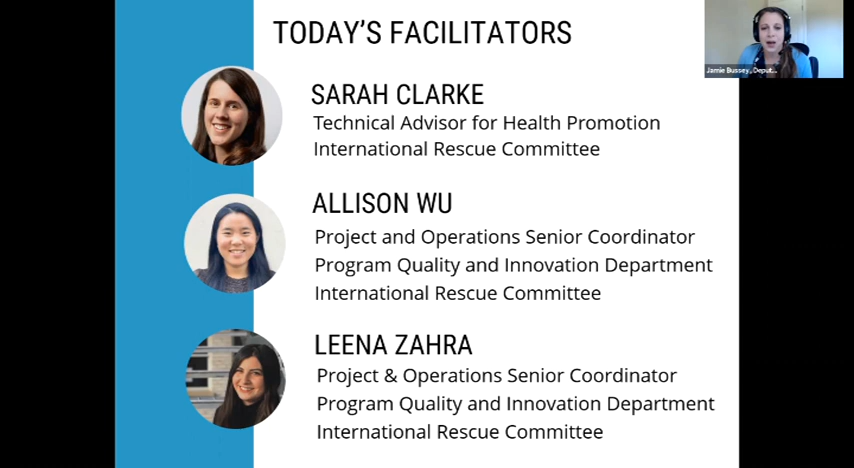 TODAY'S FACILITATORS
Jamie Bussey, Deput...
SARAH CLARKE
Technical Advisor for Health Promotion
International Rescue Committee
ALLISON WU
Project and Operations Senior Coordinator
Program Quality and Innovation Department
International Rescue Committee
LEENA ZAHRA
Project & Operations Senior Coordinator
Program Quality and Innovation Department
International Rescue Committee